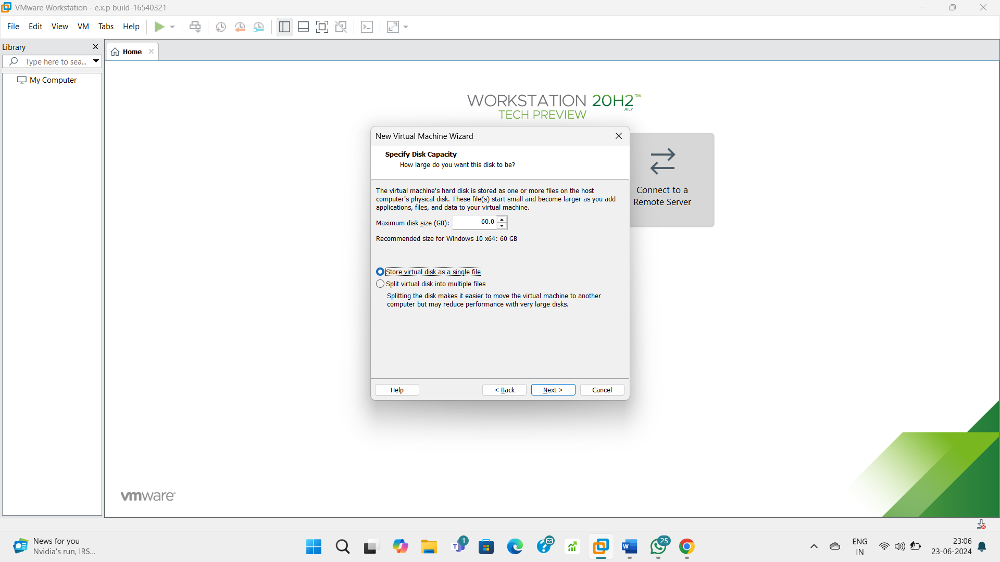 VMware Workstation - e.x.p build-16540321
File Edit View VM Tabs Help
Library
Type here to sea...
My Computer
Home
WORKSTATION 20H2™
JULY
TECH PREVIEW
New Virtual Machine Wizard
Specify Disk Capacity
How large do you want this disk to be?
The virtual machine's hard disk is stored as one or more files on the host
computer's physical disk. These file(s) start small and become larger as you add
applications, files, and data to your virtual machine.
Maximum disk size (GB): 60.0
Recommended size for Windows 10 x64: 60 GB
Store virtual disk as a single file
Split virtual disk into multiple files
Splitting the disk makes it easier to move the virtual machine to another
computer but may reduce performance with very large disks.
Help < Back Next > Cancel
Connect to a
Remote Server
vmware
News for you
Nvidia's run, IRS...
1
25
ENG
IN
23:06
23-06-2024